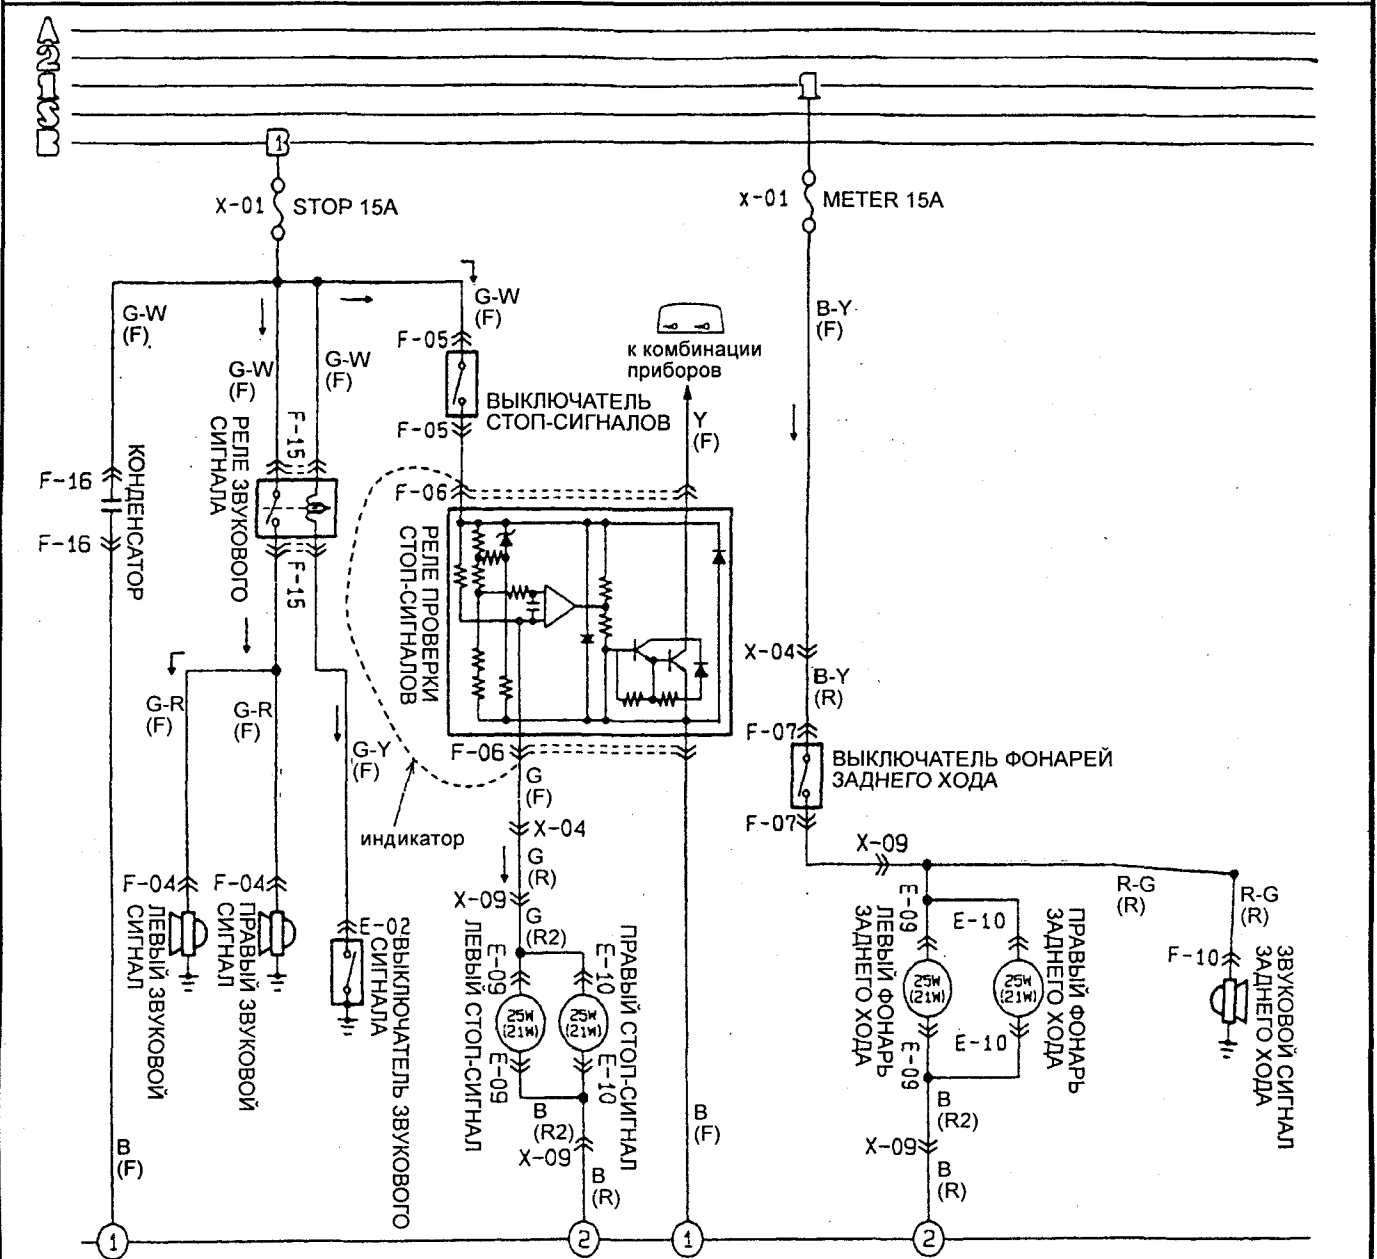 A
2
1
S
B
1
1
X-01
STOP 15A
X-01
METER 15A
G-W
(F)
G-W
(F)
G-W
(F)
G-W
(F)
F-05
ВЫКЛЮЧАТЕЛЬ
СТОП-СИГНАЛОВ
F-05
к комбинации
приборов
Y
(F)
B-Y
(F)
F-16
F-16
КОНДЕНСАТОР
РЕЛЕ ЗВУКОВОГО
СИГНАЛА
F-15
F-15
F-06
РЕЛЕ ПРОВЕРКИ
СТОП-СИГНАЛОВ
F-06
индикатор
X-04
B-Y
(R)
F-07
ВЫКЛЮЧАТЕЛЬ ФОНАРЕЙ
ЗАДНЕГО ХОДА
F-07
G-R
(F)
G-R
(F)
G-Y
(F)
G
(F)
X-04
G
(R)
X-09
G
(R2)
X-09
R-G
(R)
R-G
(R)
F-04
ЛЕВЫЙ ЗВУКОВОЙ
СИГНАЛ
F-04
ПРАВЫЙ ЗВУКОВОЙ
СИГНАЛ
E-02
ВЫКЛЮЧАТЕЛЬ ЗВУКОВОГО
СИГНАЛА
ЛЕВЫЙ СТОП-СИГНАЛ
E-09
25W
(21W)
E-09
E-10
25W
(21W)
E-10
ПРАВЫЙ СТОП-СИГНАЛ
ЛЕВЫЙ ФОНАРЬ
ЗАДНЕГО ХОДА
E-09
25W
(21W)
E-09
E-10
25W
(21W)
E-10
ПРАВЫЙ ФОНАРЬ
ЗАДНЕГО ХОДА
F-10
ЗВУКОВОЙ СИГНАЛ
ЗАДНЕГО ХОДА
B
(F)
B
(R2)
X-09
B
(R)
B
(F)
B
(R2)
X-09
B
(R)
1
2
1
2